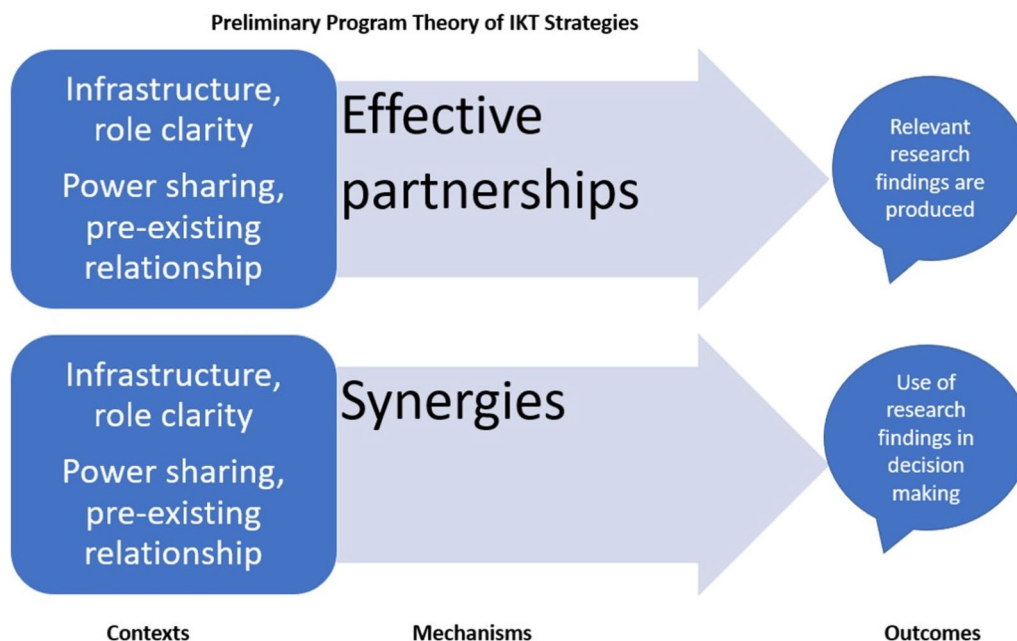 Preliminary Program Theory of IKT Strategies
Infrastructure,
role clarity
Power sharing,
pre-existing
relationship
Effective
partnerships
Relevant
research
findings are
produced
Infrastructure,
role clarity
Power sharing,
pre-existing
relationship
Synergies
Use of
research
findings in
decision
making
Contexts
Mechanisms
Outcomes